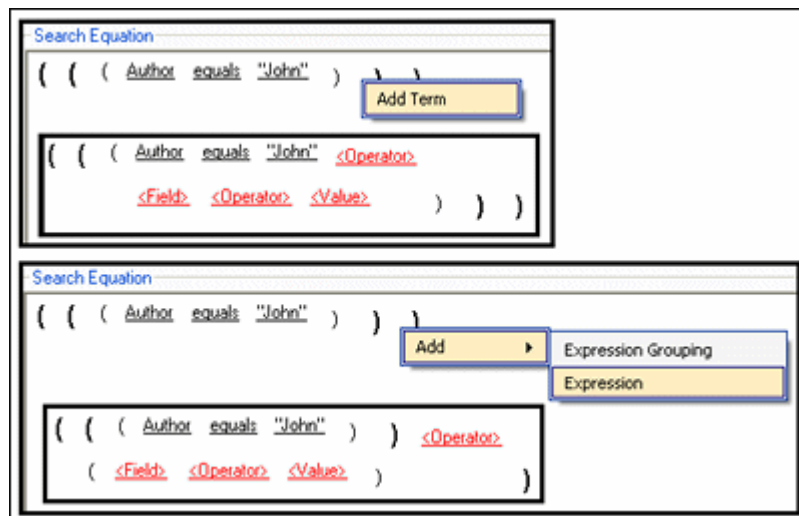 Search Equation
( ( ( Author equals "John" ) ) )
Add Term
( ( ( Author equals "John" <Operator>
<Field> <Operator> <Value> ) ) )
Search Equation
( ( ( Author equals "John" ) ) )
Add
Expression Grouping
Expression
( ( ( Author equals "John" ) ) <Operator>
( <Field> <Operator> <Value> ) )